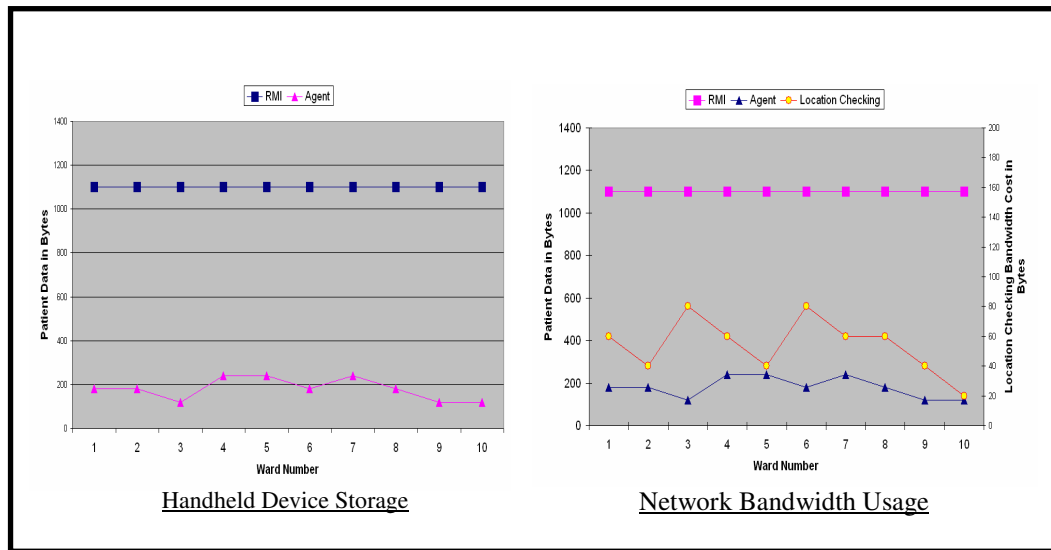 RMI Agent
1400
1200
1000
800
600
400
200
0
Patient Data in Bytes
1 2 3 4 5 6 7 8 9 10
Ward Number
Handheld Device Storage
RMI Agent Location Checking
1400
1200
1000
800
600
400
200
0
Patient Data in Bytes
200
180
160
140
120
100
80
60
40
20
0
Location Checking Bandwidth Cost in
Bytes
1 2 3 4 5 6 7 8 9 10
Ward Number
Network Bandwidth Usage